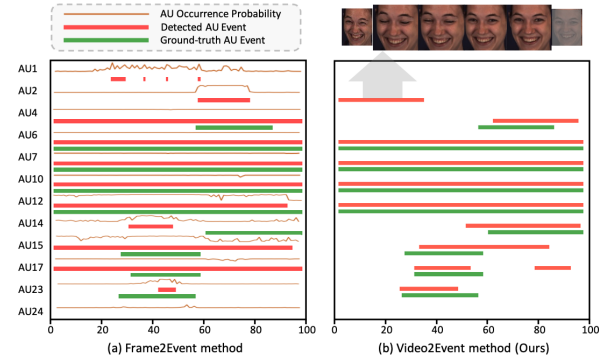 AU Occurrence Probability
Detected AU Event
Ground-truth AU Event
AU1
AU2
AU4
AU6
AU7
AU10
AU12
AU14
AU15
AU17
AU23
AU24
0 20 40 60 80 100
0 20 40 60 80 100
(a) Frame2Event method
(b) Video2Event method (Ours)